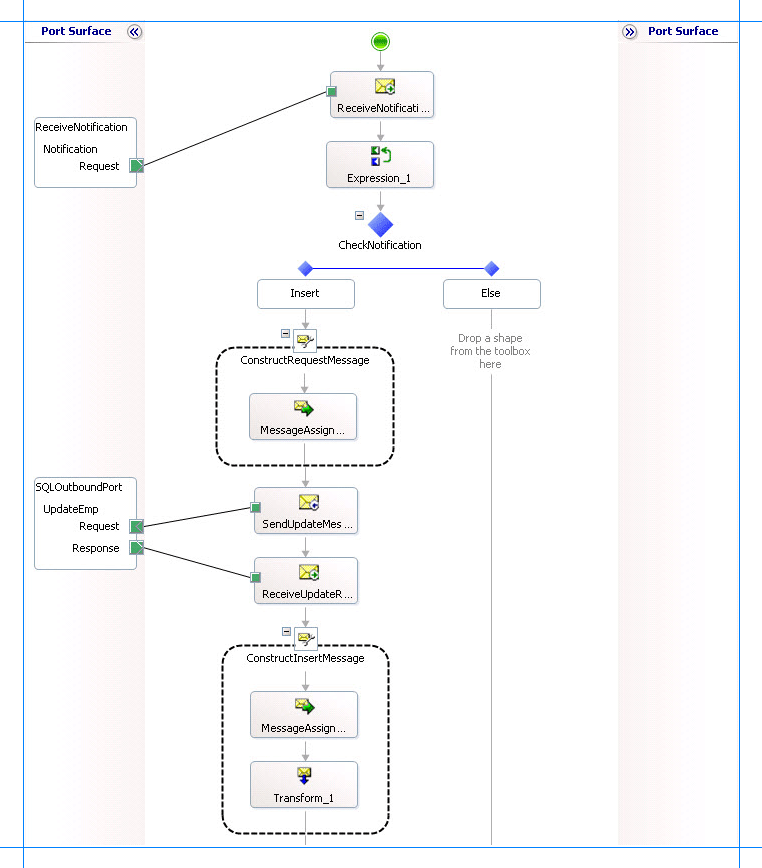 Port Surface
Port Surface
ReceiveNotificati ...
ReceiveNotification
Notification
Request
Expression_1
CheckNotification
Insert
Else
Drop a shape
from the toolbox
here
ConstructRequestMessage
MessageAssign ...
SQLOutboundPort
UpdateEmp
Request
Response
SendUpdateMes ...
ReceiveUpdateR ...
ConstructInsertMessage
MessageAssign ...
Transform_1